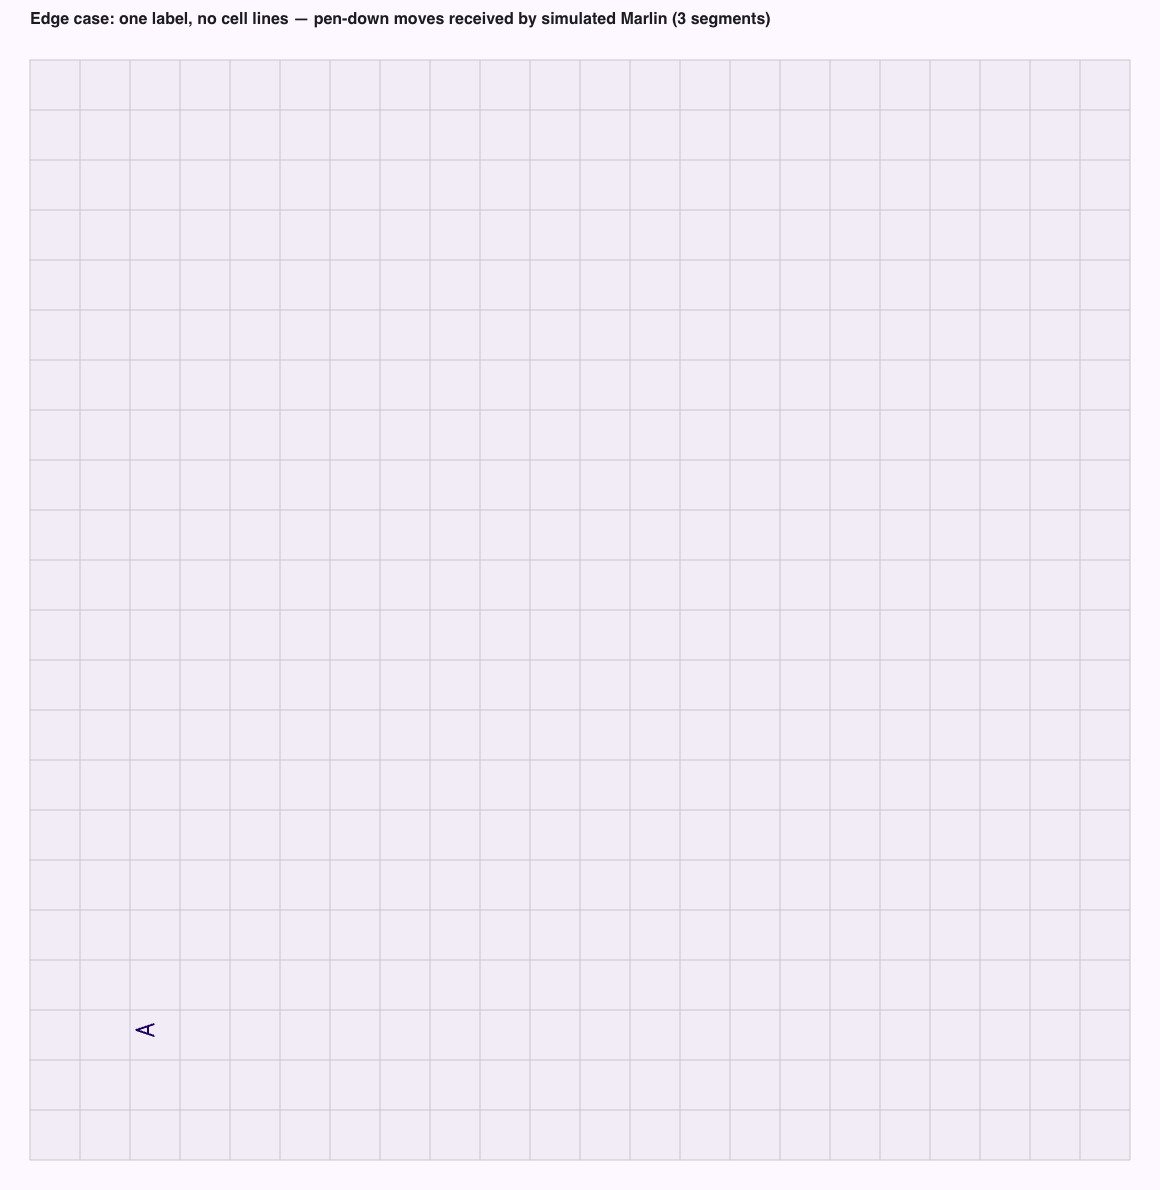 Edge case: one label, no cell lines — pen-down moves received by simulated Marlin (3 segments)
A